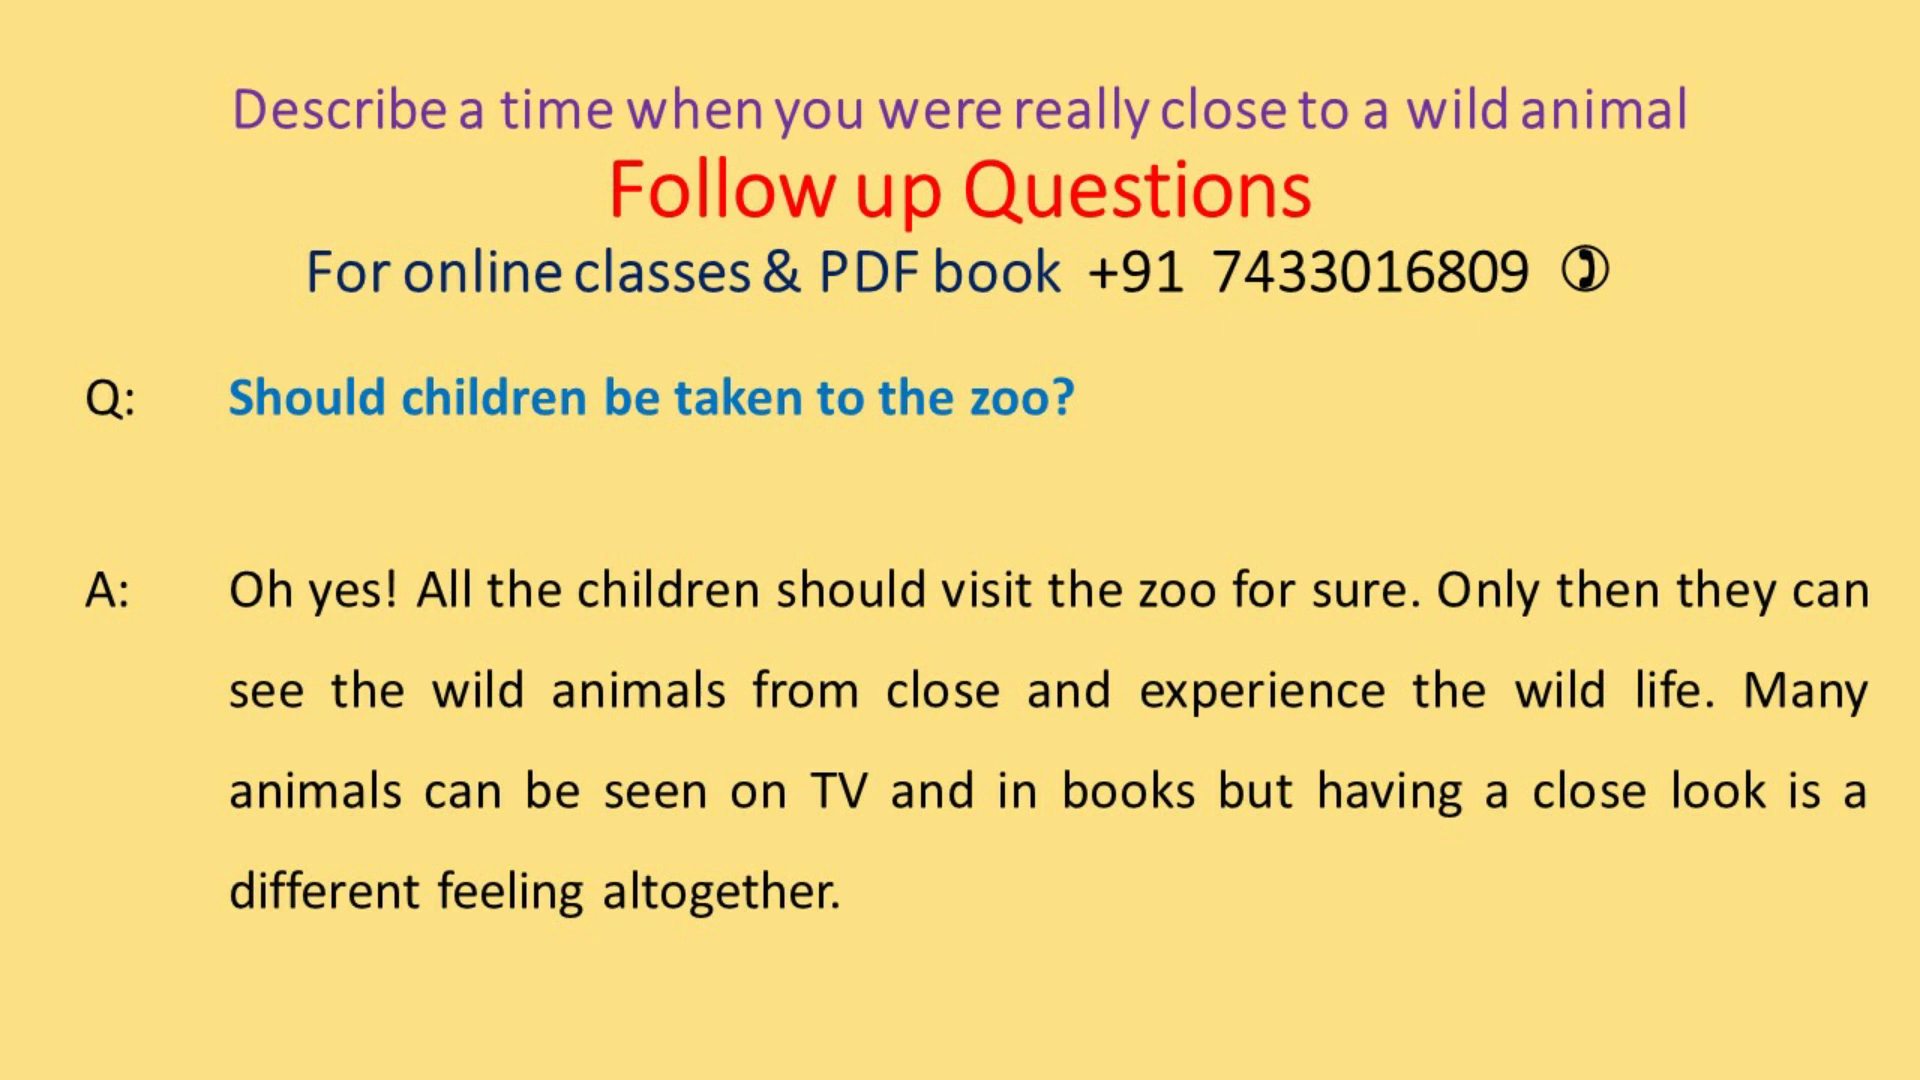 Describe a time when you were really close to a wild animal
Follow up Questions
For online classes & PDF book +91 7433016809 ✆
Q: Should children be taken to the zoo?
A: Oh yes! All the children should visit the zoo for sure. Only then they can
see the wild animals from close and experience the wild life. Many
animals can be seen on TV and in books but having a close look is a
different feeling altogether.